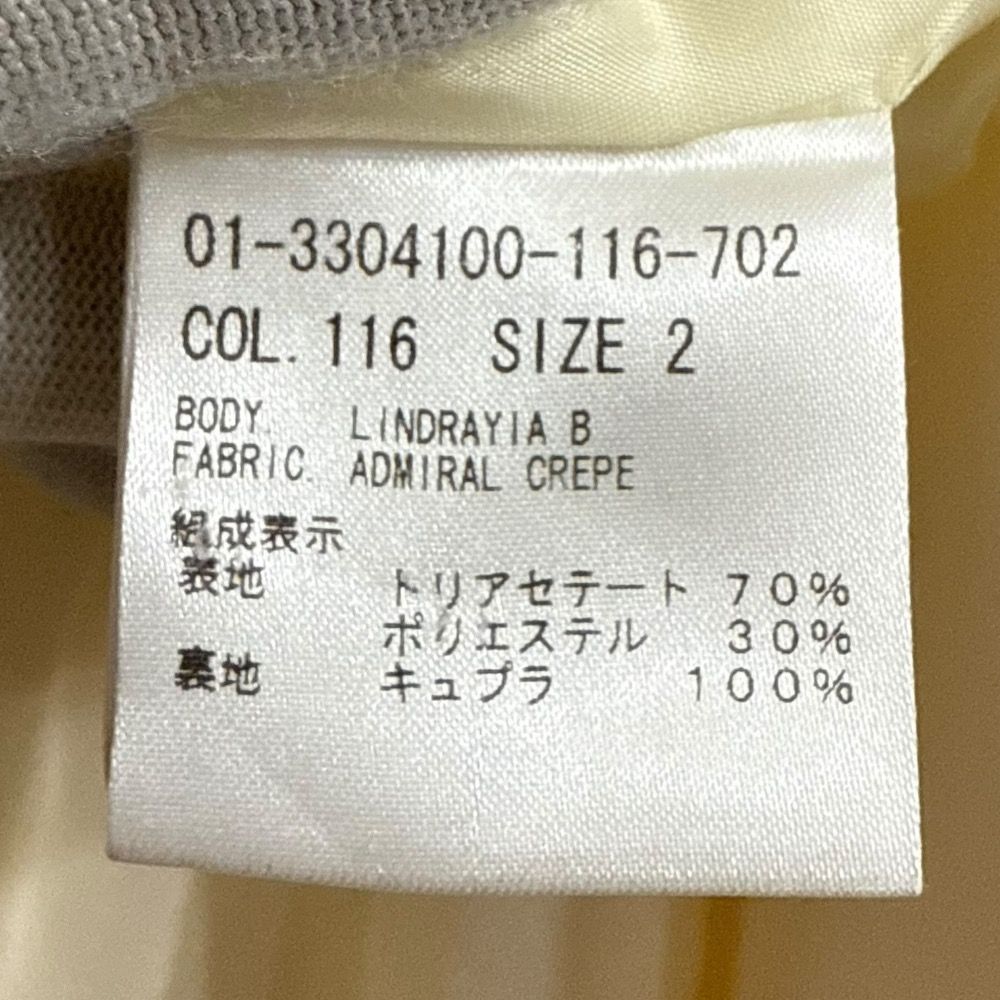 01-3304100-116-702
COL. 116 SIZE 2
BODY. LINDRAYIA B
FABRIC. ADMIRAL CREPE
組成表示
表地 トリアセテート 70%
ポリエステル 30%
裏地 キュプラ 100%